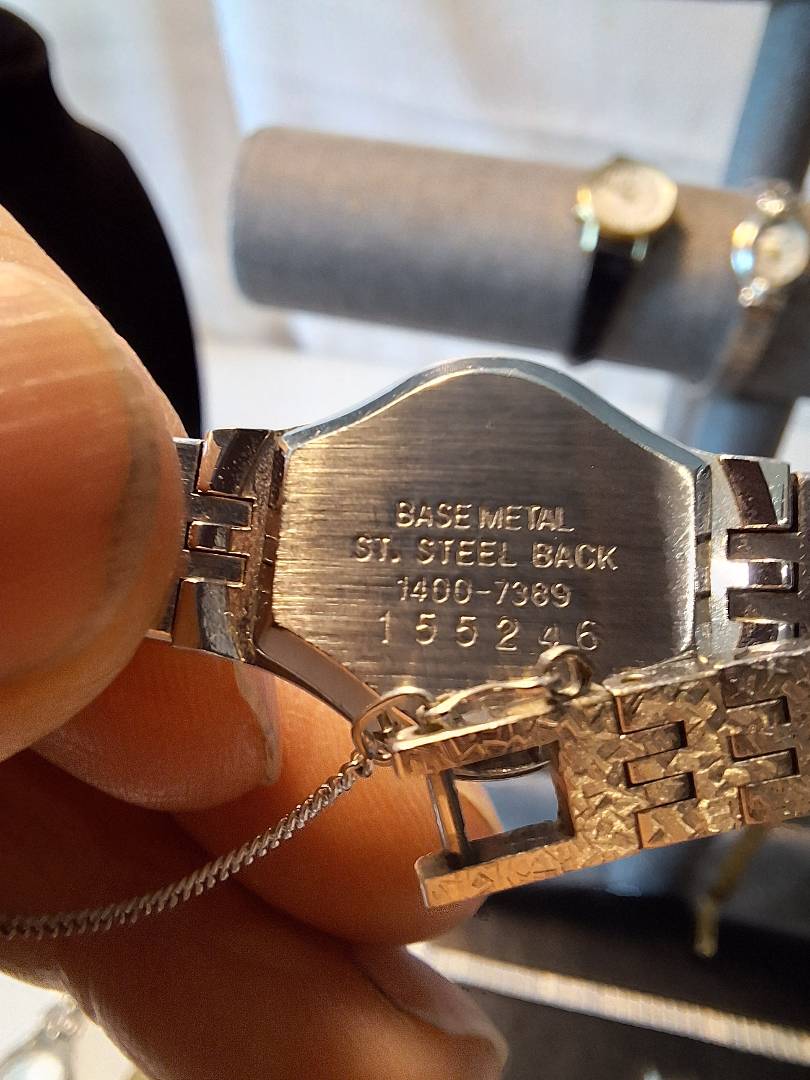 BASE METAL
ST. STEEL BACK
1400-7389
155246